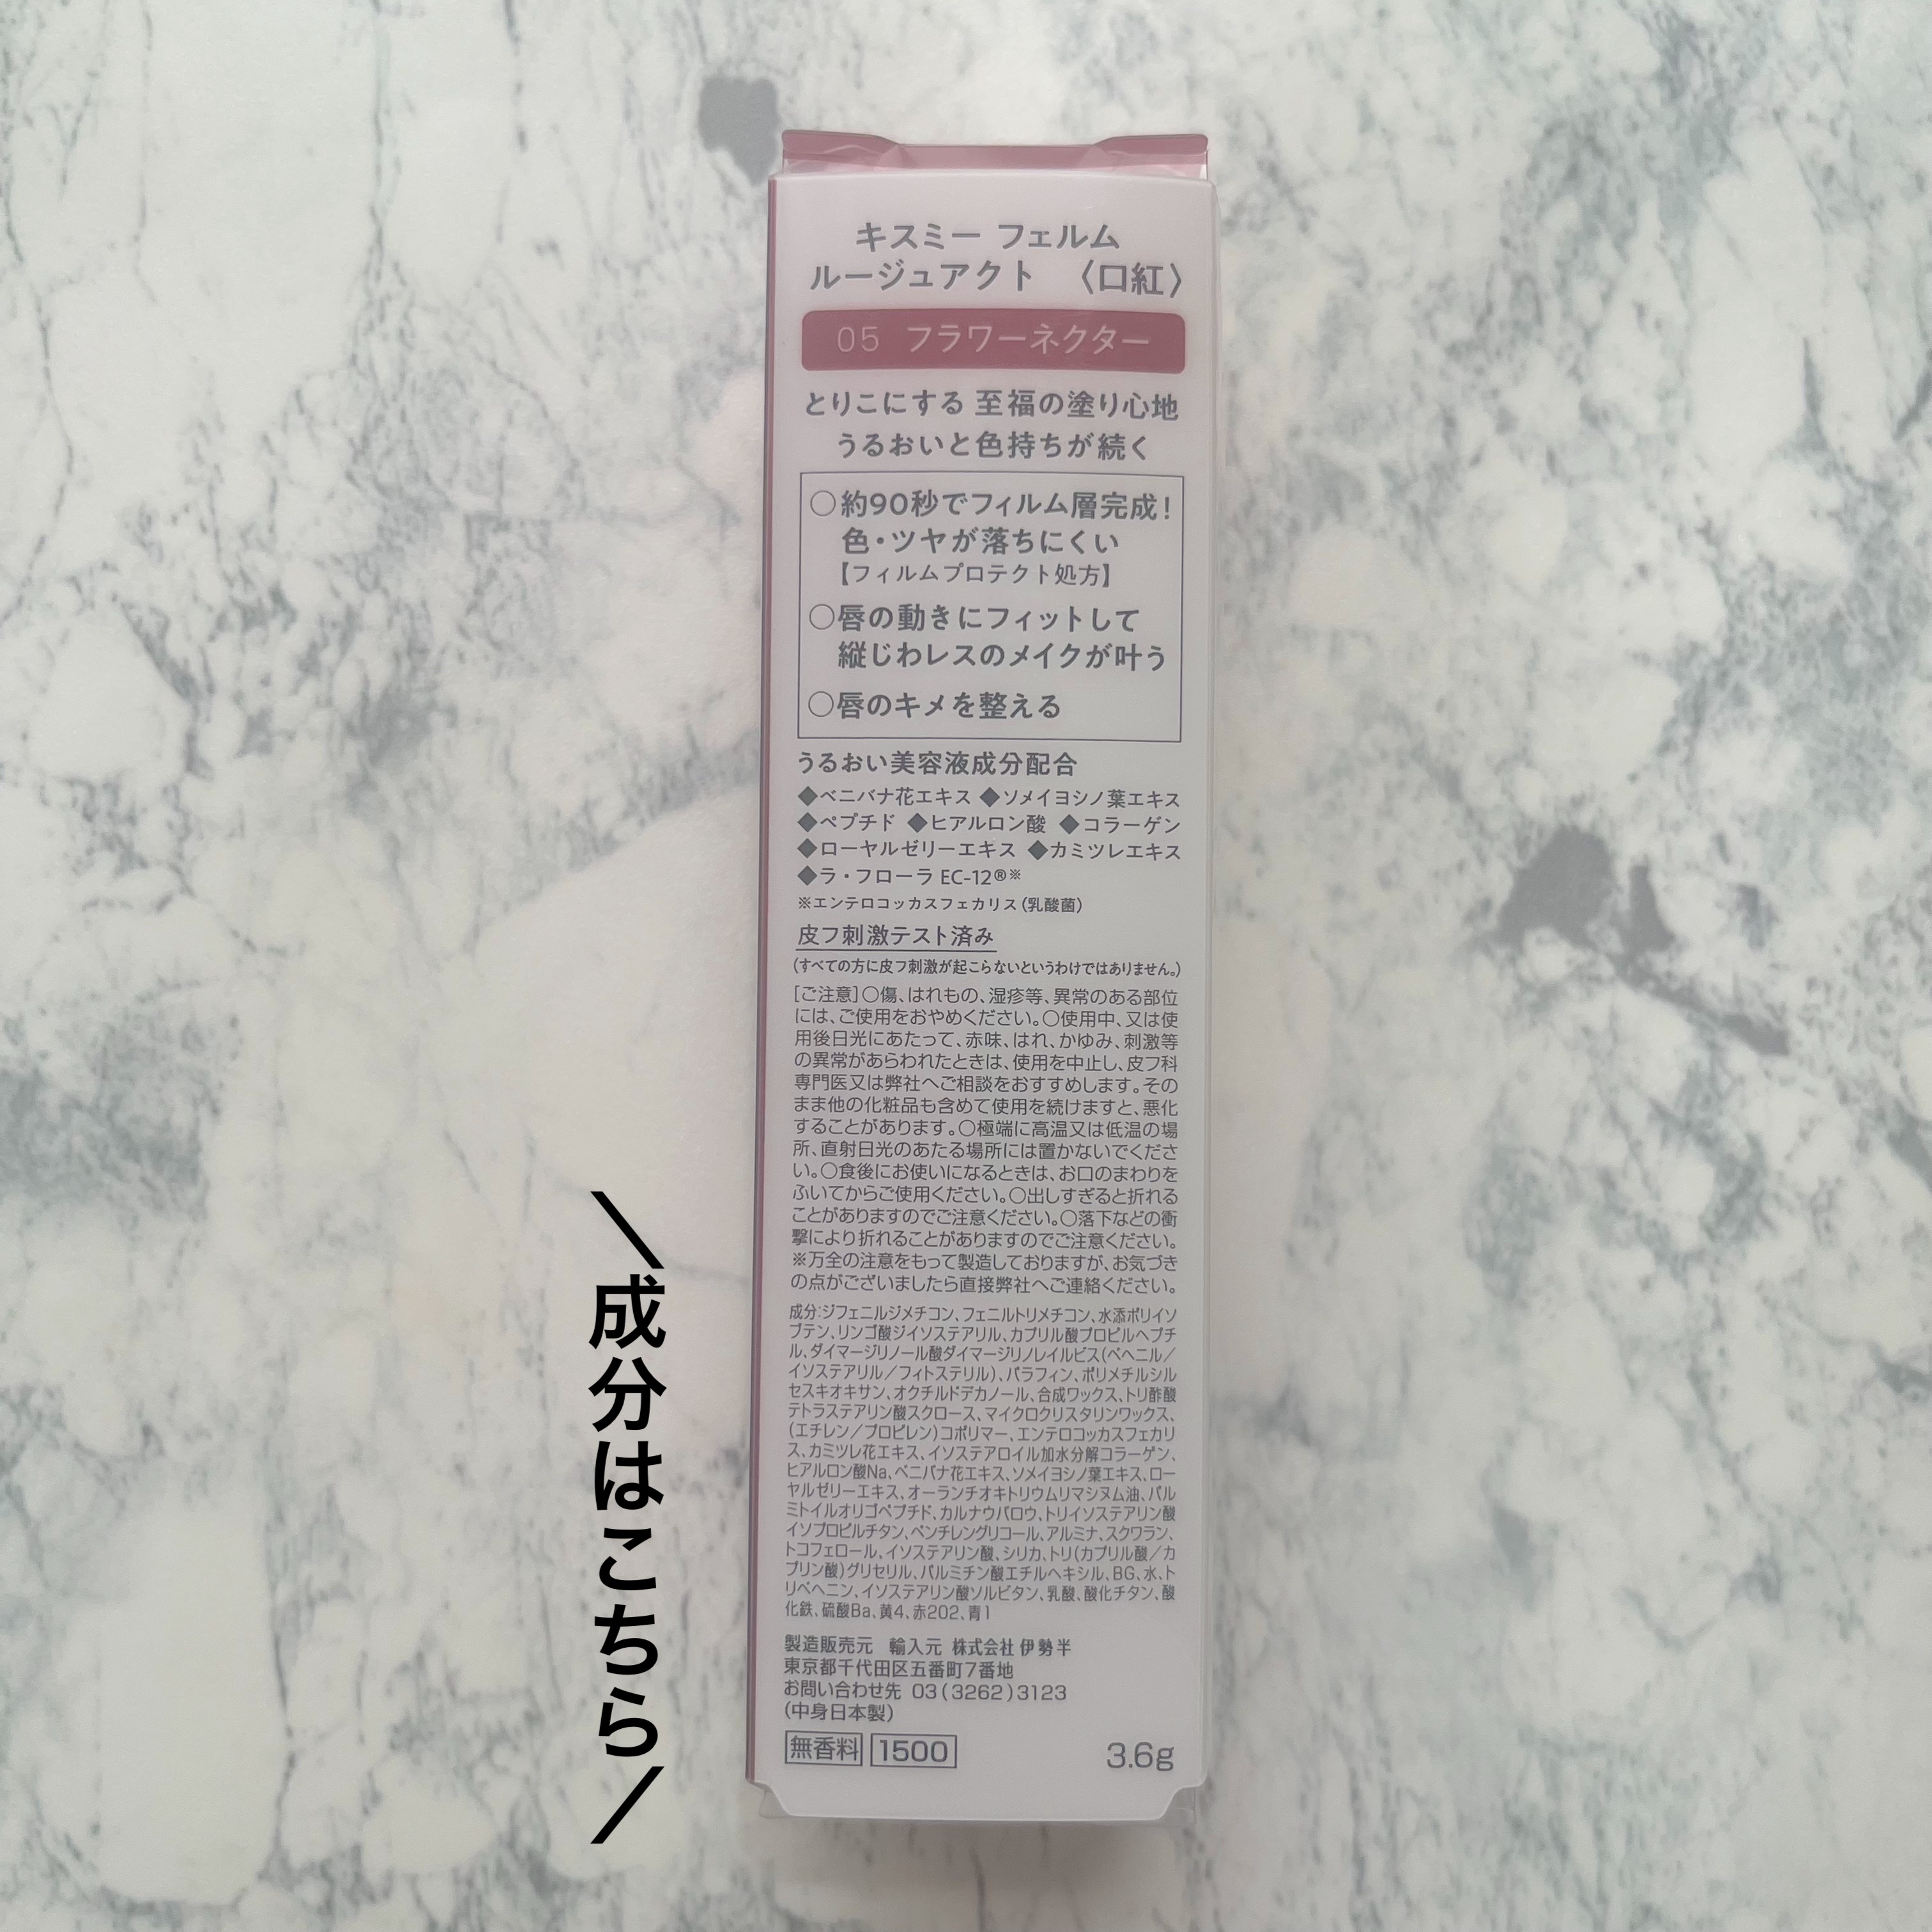 キスミー フェルム
ルージュアクト 〈口紅〉
05 フラワーネクター
とりこにする 至福の塗り心地
うるおいと色持ちが続く
○約90秒でフィルム層完成!
色・ツヤが落ちにくい
【フィルムプロテクト処方】
○唇の動きにフィットして
縦じわレスのメイクが叶う
○唇のキメを整える
うるおい美容液成分配合
◆ベニバナ花エキス ◆ソメイヨシノ葉エキス
◆ペプチド ◆ヒアルロン酸 ◆コラーゲン
◆ローヤルゼリーエキス ◆カミツレエキス
◆ラ・フローラ EC-12®※
※エンテロコッカスフェカリス(乳酸菌)
皮フ刺激テスト済み
(すべての方に皮フ刺激が起こらないというわけではありません。)
[ご注意]○傷、はれもの、湿疹等、異常のある部位
には、ご使用をおやめください。○使用中、又は使
用後日光にあたって、赤味、はれ、かゆみ、刺激等
の異常があらわれたときは、使用を中止し、皮フ科
専門医又は弊社へご相談をおすすめします。その
まま他の化粧品も含めて使用を続けますと、悪化
することがあります。○極端に高温又は低温の場
所、直射日光のあたる場所には置かないでくださ
い。○食後にお使いになるときは、お口のまわりを
ふいてからご使用ください。○出しすぎると折れる
ことがありますのでご注意ください。○落下などの衝
撃により折れることがありますのでご注意ください。
※万全の注意をもって製造しておりますが、お気づき
の点がございましたら直接弊社へご連絡ください。
成分:ジフェニルジメチコン、フェニルトリメチコン、水添ポリイソ
ブテン、リンゴ酸ジイソステアリル、カプリル酸プロピルヘプチ
ル、ダイマージリノール酸ダイマージリノレイルビス(ベヘニル/
イソステアリル/フィトステリル)、パラフィン、ポリメチルシル
セスキオキサン、オクチルドデカノール、合成ワックス、トリ酢酸
テトラステアリン酸スクロース、マイクロクリスタリンワックス、
(エチレン/プロピレン)コポリマー、エンテロコッカスフェカリ
ス、カミツレ花エキス、イソステアロイル加水分解コラーゲン、
ヒアルロン酸Na、ベニバナ花エキス、ソメイヨシノ葉エキス、ロー
ヤルゼリーエキス、オーランチオキトリウムリマシヌム油、パル
ミトイルオリゴペプチド、カルナウバロウ、トリイソステアリン酸
イソプロピルチタン、ペンチレングリコール、アルミナ、スクワラン、
トコフェロール、イソステアリン酸、シリカ、トリ(カプリル酸/カ
プリン酸)グリセリル、パルミチン酸エチルヘキシル、BG、水、ト
リベヘニン、イソステアリン酸ソルビタン、乳酸、酸化チタン、酸
化鉄、硫酸Ba、黄4、赤202、青1
製造販売元 輸入元 株式会社 伊勢半
東京都千代田区五番町7番地
お問い合わせ先 03(3262)3123
(中身日本製)
無香料 1500 3.6g
＼成分はこちら／